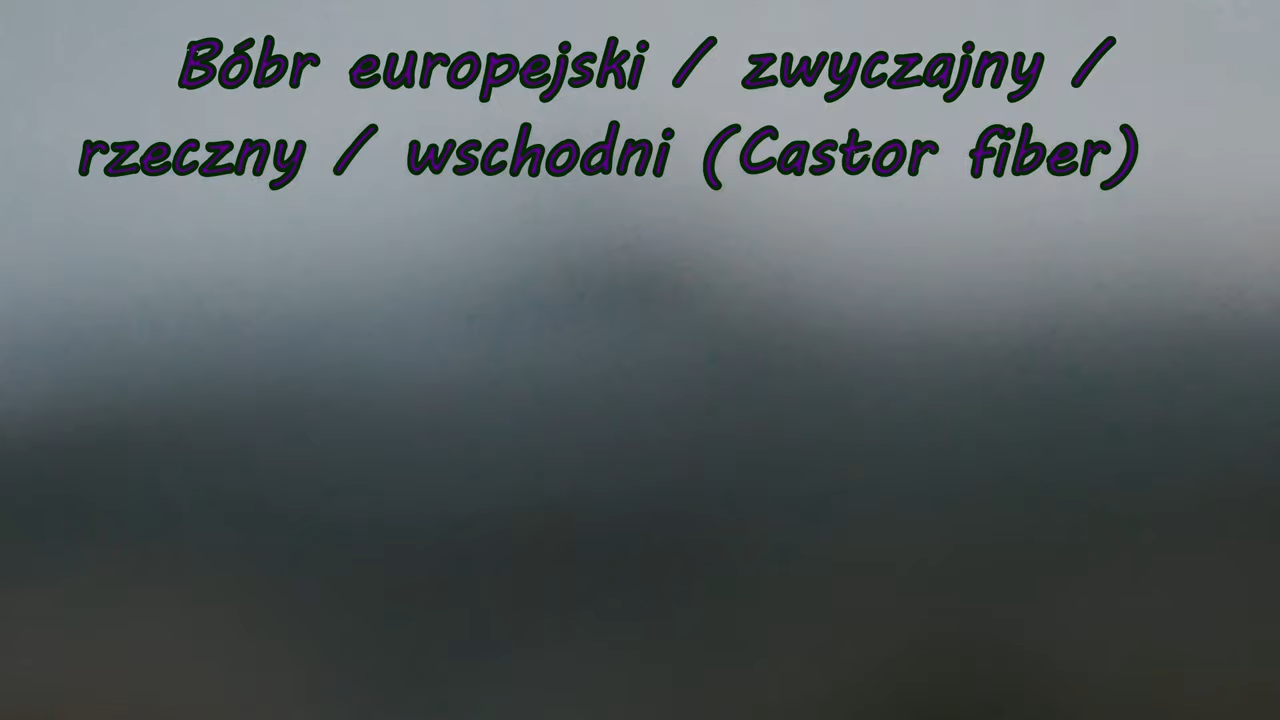 Bóbr europejski / zwyczajny /
rzeczny / wschodni (Castor fiber)